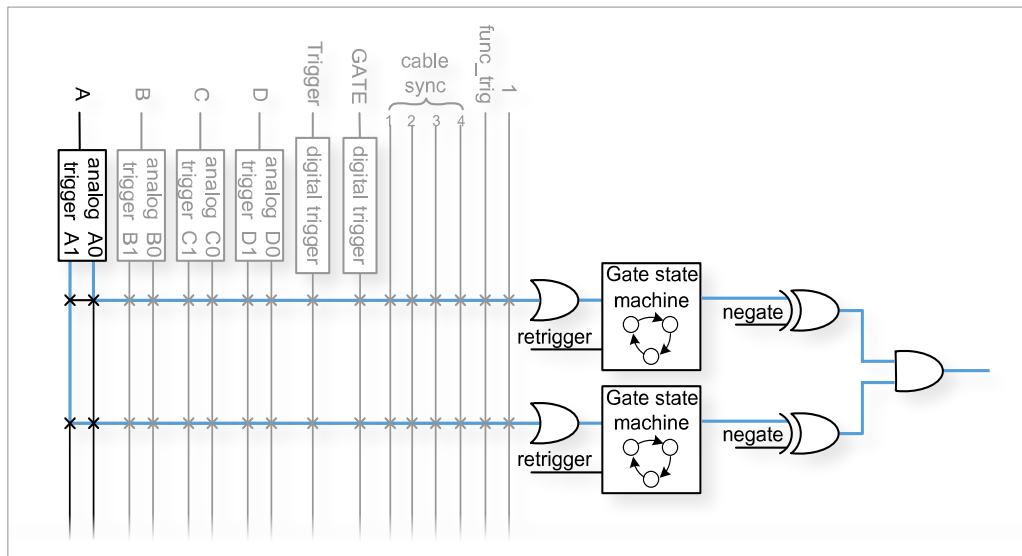 A
B
C
D
Trigger
GATE
cable
sync
1
2
3
4
func_trig
1
analog A0
trigger A1
analog B0
trigger B1
analog C0
trigger C1
analog D0
trigger D1
digital trigger
digital trigger
Gate state
machine
retrigger
negate
Gate state
machine
retrigger
negate